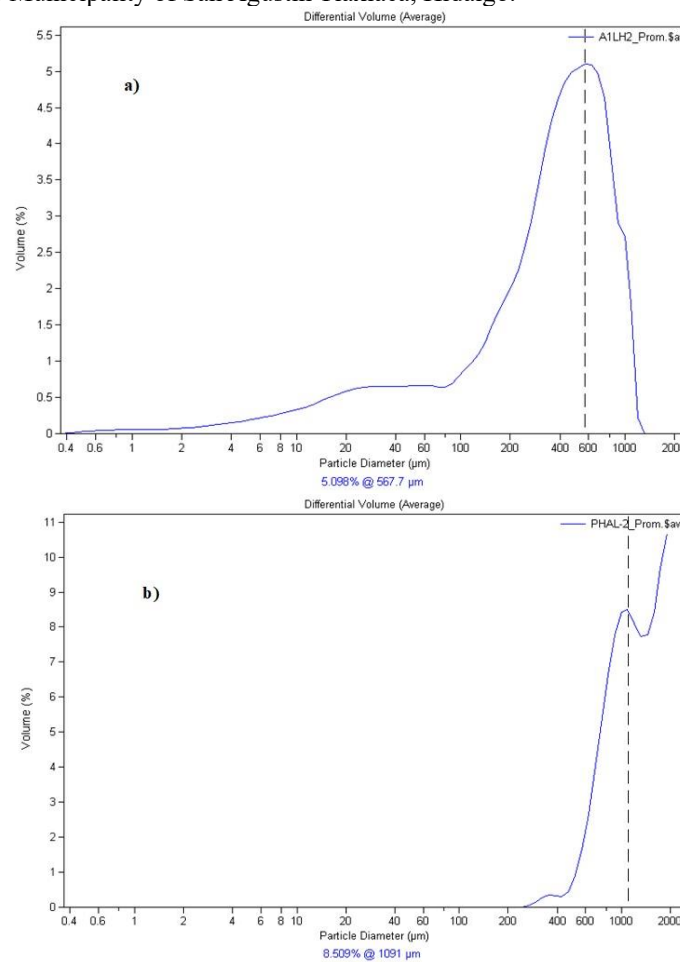 Municipality of San Agustín Tlaxiaca, Hidalgo.
Differential Volume (Average)
A1LH2_Prom.$a
a)
5.5
5
4.5
4
3.5
3
2.5
2
1.5
1
0.5
0
Volume (%)
0.4 0.6 1 2 4 6 8 10 20 40 60 100 200 400 600 1000 2000
Particle Diameter (µm)
5.098% @ 567.7 µm
Differential Volume (Average)
PHAL-2_Prom.$a
b)
11
10
9
8
7
6
5
4
3
2
1
0
Volume (%)
0.4 0.6 1 2 4 6 8 10 20 40 60 100 200 400 600 1000 2000
Particle Diameter (µm)
8.509% @ 1091 µm